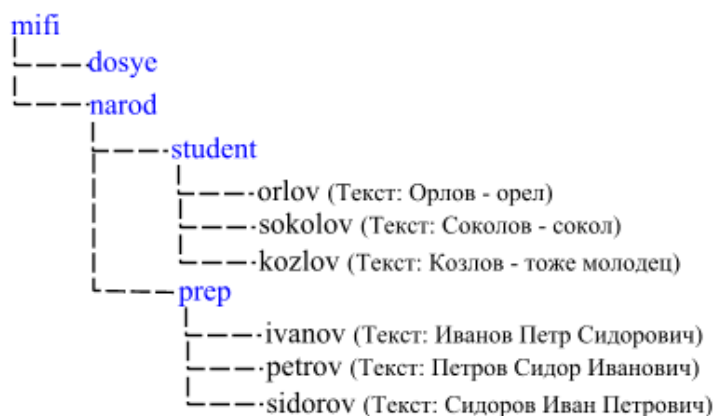 mifi
dosye
narod
student
orlov (Текст: Орлов - орел)
sokolov (Текст: Соколов - сокол)
kozlov (Текст: Козлов - тоже молодец)
prep
ivanov (Текст: Иванов Петр Сидорович)
petrov (Текст: Петров Сидор Иванович)
sidorov (Текст: Сидоров Иван Петрович)